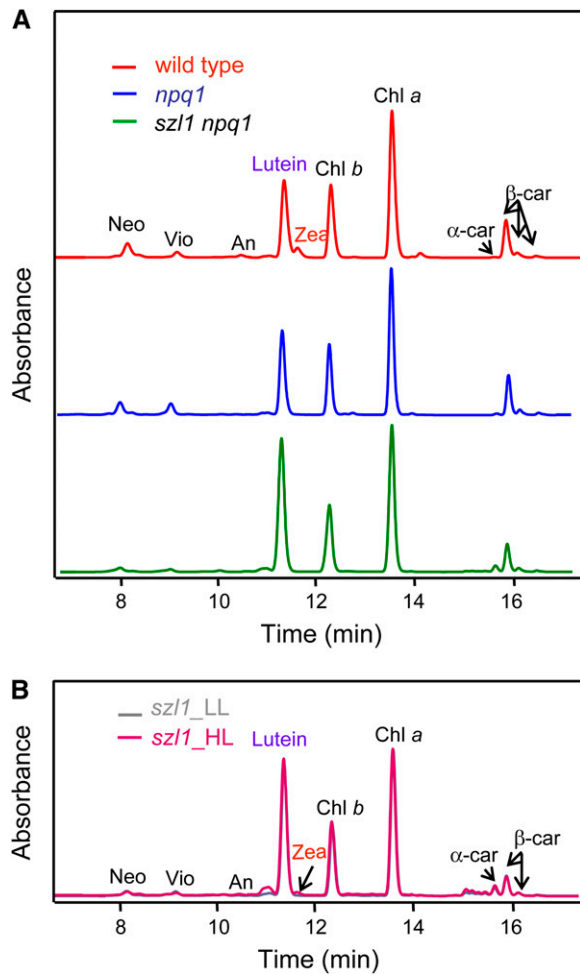 A
wild type
npq1
szl1 npq1
Chl a
Lutein
Chl b
β-car
Neo
Zea
α-car
Vio
An
Absorbance
8 10 12 14 16
Time (min)
B
szl1_LL
szl1_HL
Lutein
Chl a
Chl b
β-car
α-car
Zea
Neo
Vio
An
Absorbance
8 10 12 14 16
Time (min)